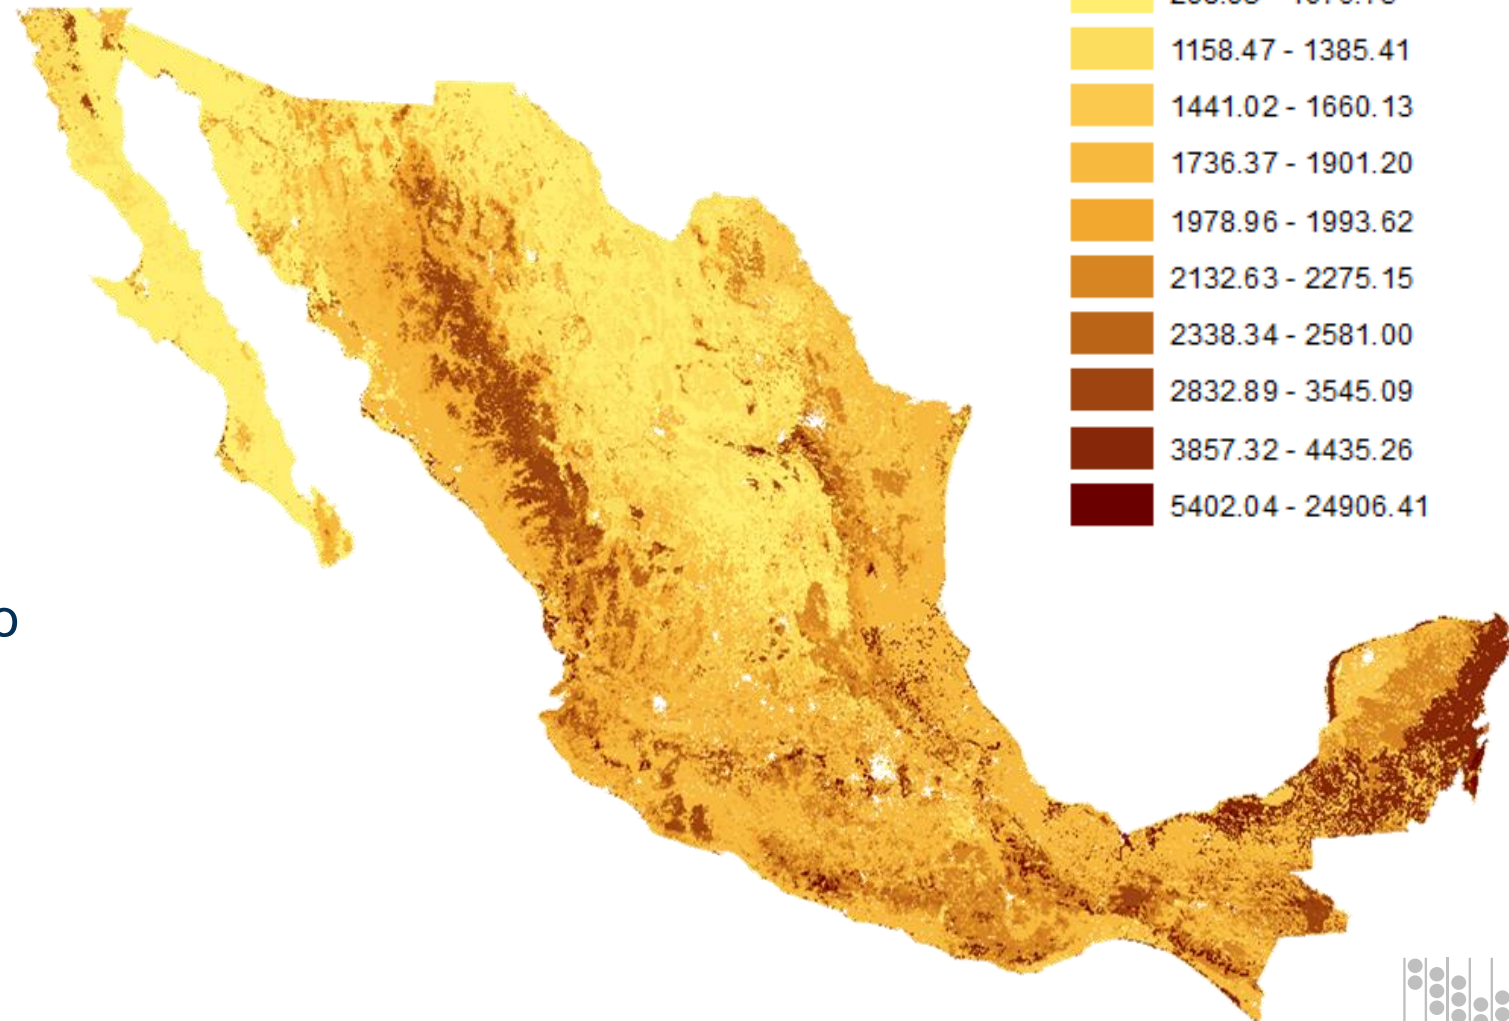 1158.47 - 1385.41
1441.02 - 1660.13
1736.37 - 1901.20
1978.96 - 1993.62
2132.63 - 2275.15
2338.34 - 2581.00
2832.89 - 3545.09
3857.32 - 4435.26
5402.04 - 24906.41
o